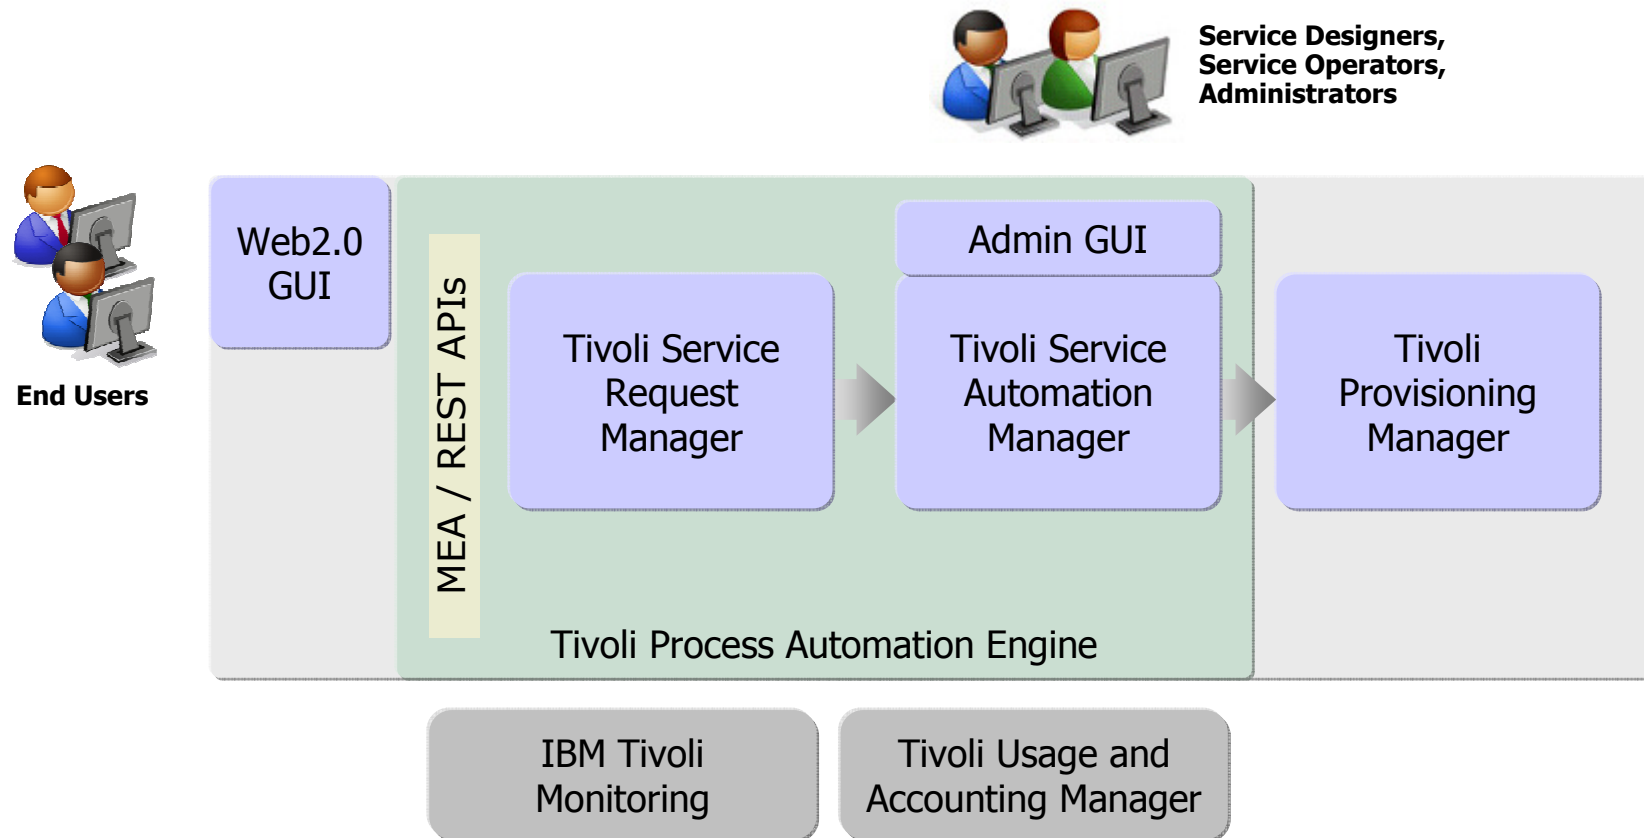 Service Designers,
Service Operators,
Administrators
End Users
Web2.0
GUI
MEA / REST APIs
Admin GUI
Tivoli Service
Request
Manager
Tivoli Service
Automation
Manager
Tivoli
Provisioning
Manager
Tivoli Process Automation Engine
IBM Tivoli
Monitoring
Tivoli Usage and
Accounting Manager